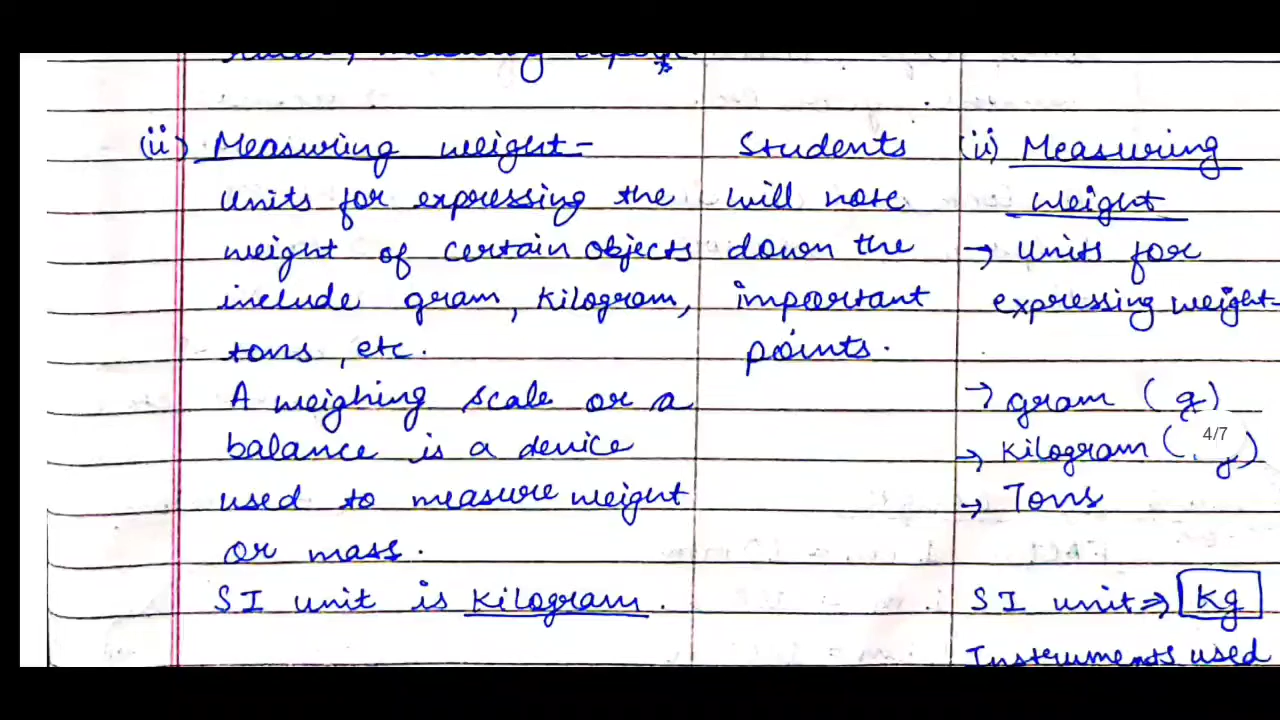 (ii) Measuring weight-
Units for expressing the
weight of certain objects
include gram, Kilogram,
tons, etc.
A weighing scale or a
balance is a device
used to measure weight
or mass.
SI unit is Kilogram.
Students
will note
down the
important
points.
(ii) Measuring
weight
→ Units for
expressing weight-
→ gram (g)
→ Kilogram (
4/7
→ Tons
SI unit ⇒ Kg
Instruments used